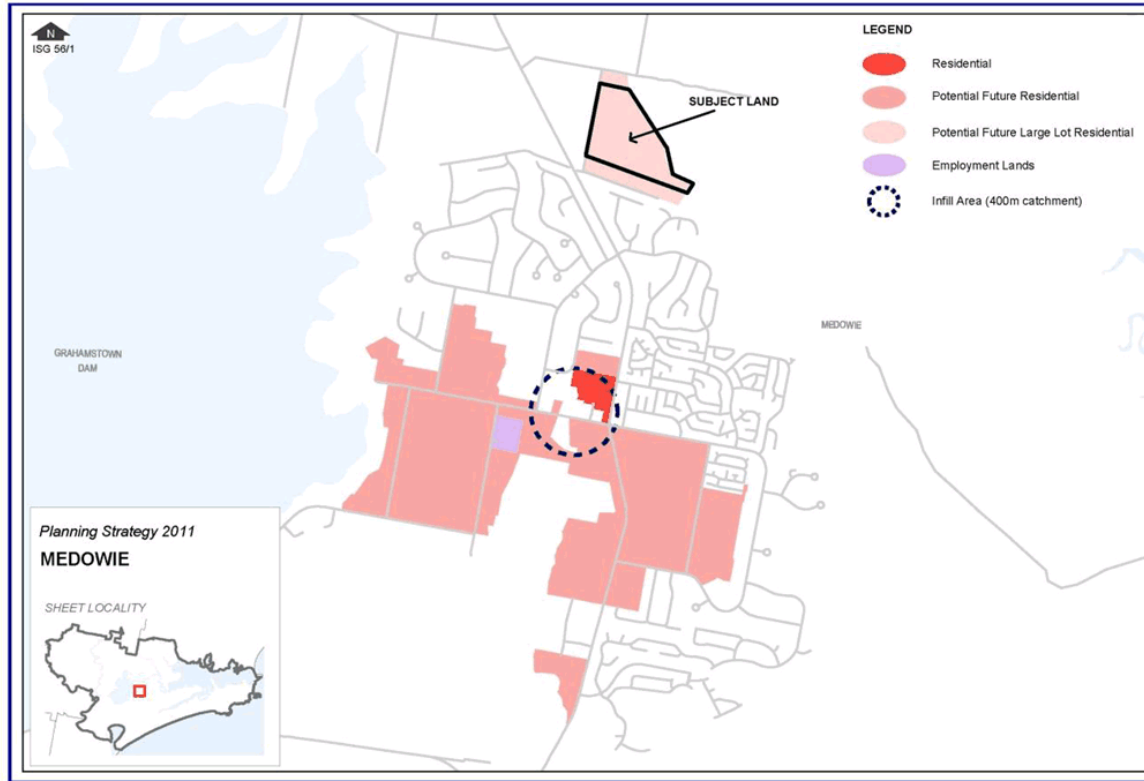 N
ISG 56/1
LEGEND
Residential
Potential Future Residential
Potential Future Large Lot Residential
Employment Lands
Infill Area (400m catchment)
SUBJECT LAND
MEDOWIE
GRAHAMSTOWN
DAM
Planning Strategy 2011
MEDOWIE
SHEET LOCALITY